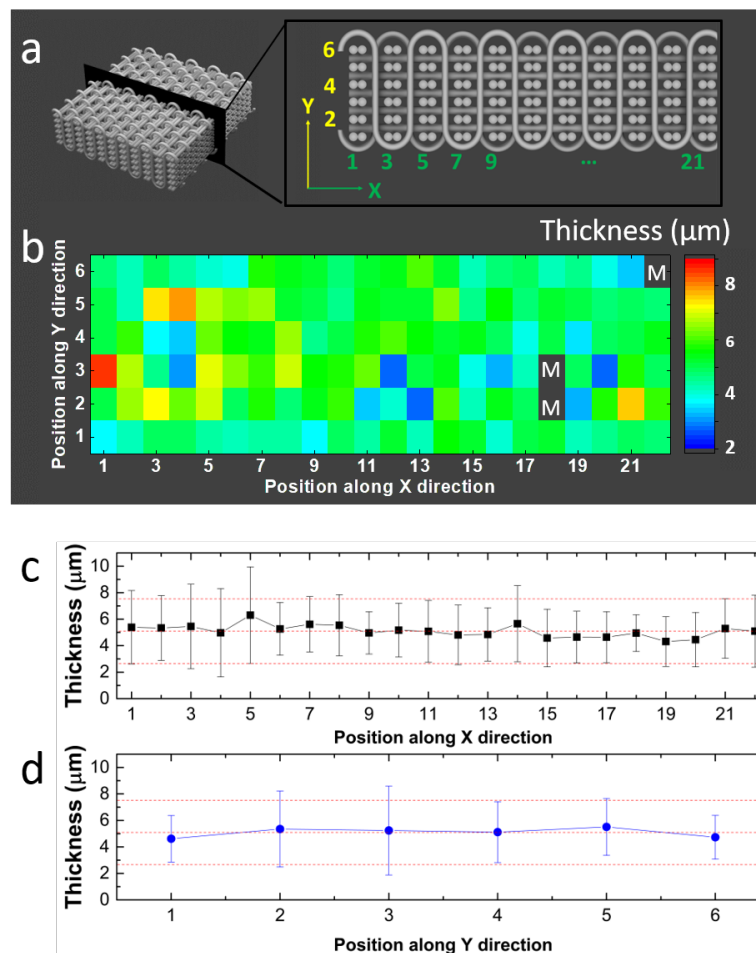 a
6
4
2
Y
1 3 5 7 9 ... 21
X
b
Thickness (μm)
Position along Y direction
6
5
4
3
2
1
M
M
M
8
6
4
2
1 3 5 7 9 11 13 15 17 19 21
Position along X direction
c
Thickness (μm)
10
8
6
4
2
0
1 3 5 7 9 11 13 15 17 19 21
Position along X direction
d
Thickness (μm)
10
8
6
4
2
0
1 2 3 4 5 6
Position along Y direction